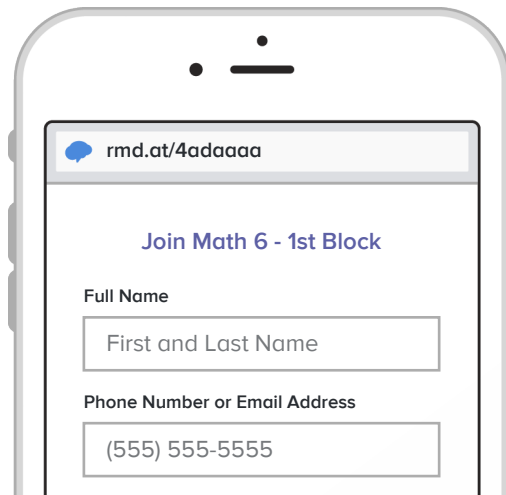 rmd.at/4adaaaa
Join Math 6 - 1st Block
Full Name
First and Last Name
Phone Number or Email Address
(555) 555-5555